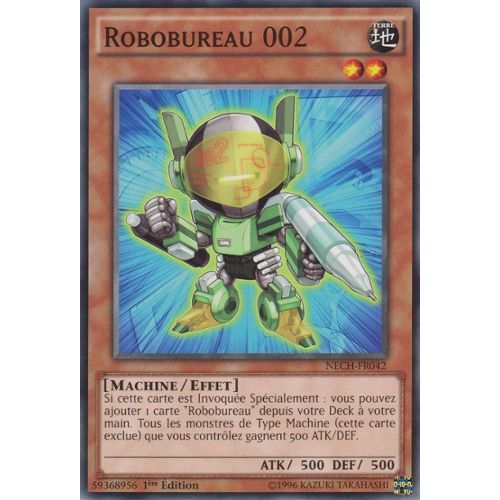 ROBOBUREAU 002
TERRE
地
002
NECH-FR042
[MACHINE / EFFET]
Si cette carte est Invoquée Spécialement : vous pouvez
ajouter 1 carte "Robobureau" depuis votre Deck à votre
main. Tous les monstres de Type Machine (cette carte
exclue) que vous contrôlez gagnent 500 ATK/DEF.
ATK/ 500 DEF/ 500
59368956 1ère Édition ©1996 KAZUKI TAKAHASHI